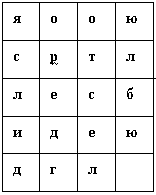 я о о ю
с р т л
л е с б
и д е ю
д г л